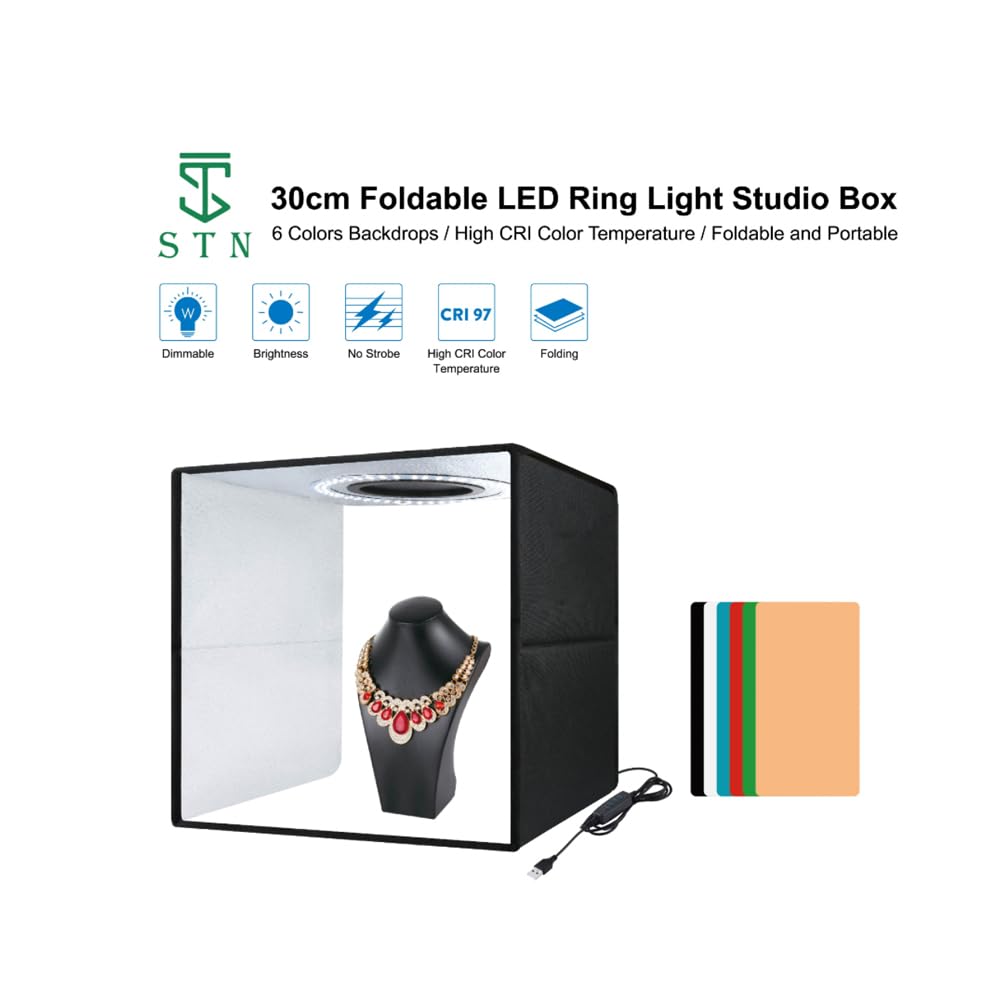 STN
30cm Foldable LED Ring Light Studio Box
6 Colors Backdrops / High CRI Color Temperature / Foldable and Portable
W
CRI 97
Dimmable
Brightness
No Strobe
High CRI Color
Temperature
Folding